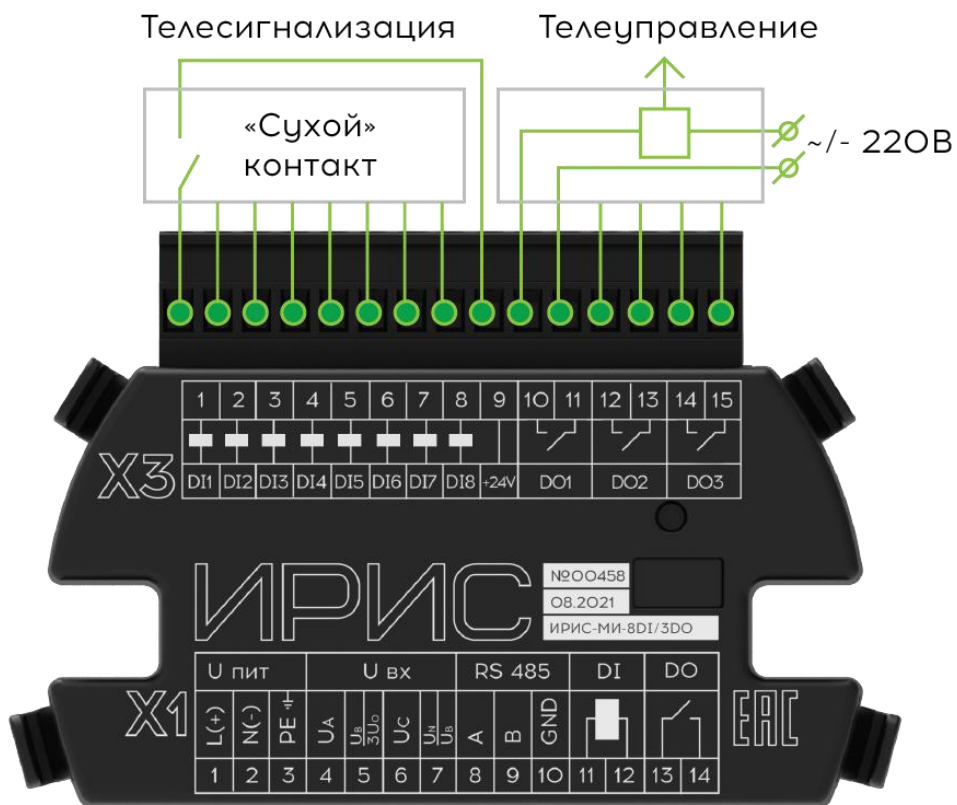 Телесигнализация Телеуправление
«Сухой»
контакт
~/- 220В
1 2 3 4 5 6 7 8 9 10 11 12 13 14 15
X3
DI1 DI2 DI3 DI4 DI5 DI6 DI7 DI8 +24V DO1 DO2 DO3
ИРИС
№00458
08.2021
ИРИС-МИ-8DI/3DO
U пит U вх RS 485 DI DO
X1
L(+) N(-) PE UA UB/3UO UC UN/UB A B GND
EAC
1 2 3 4 5 6 7 8 9 10 11 12 13 14